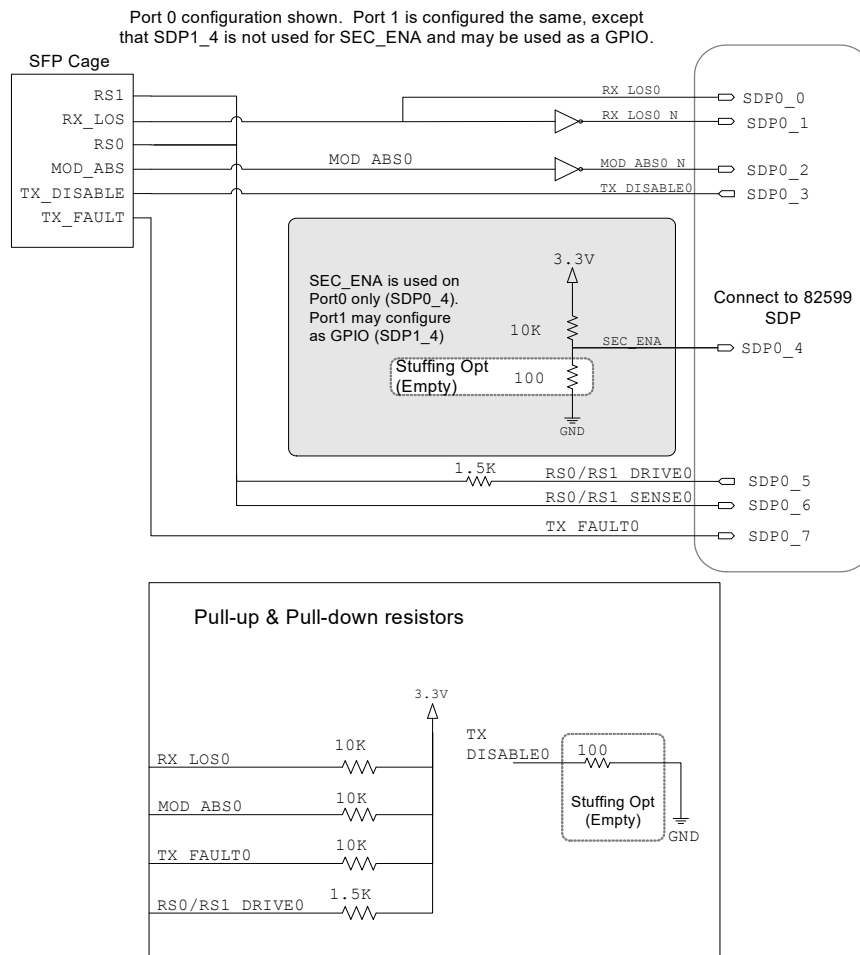 Port 0 configuration shown. Port 1 is configured the same, except
that SDP1_4 is not used for SEC_ENA and may be used as a GPIO.
SFP Cage
RS1
RX_LOS
RS0
MOD_ABS
TX_DISABLE
TX_FAULT
RX LOS0
SDP0_0
RX LOS0 N
SDP0_1
MOD ABS0
MOD ABS0 N
SDP0_2
TX DISABLE0
SDP0_3
SEC_ENA is used on
Port0 only (SDP0_4).
Port1 may configure
as GPIO (SDP1_4)
3.3V
10K
SEC ENA
Stuffing Opt
(Empty)
100
GND
Connect to 82599
SDP
SDP0_4
1.5K
RS0/RS1 DRIVE0
SDP0_5
RS0/RS1 SENSE0
SDP0_6
TX FAULT0
SDP0_7
Pull-up & Pull-down resistors
3.3V
RX LOS0
10K
MOD ABS0
10K
TX FAULT0
10K
RS0/RS1 DRIVE0
1.5K
TX
DISABLE0
100
Stuffing Opt
(Empty)
GND